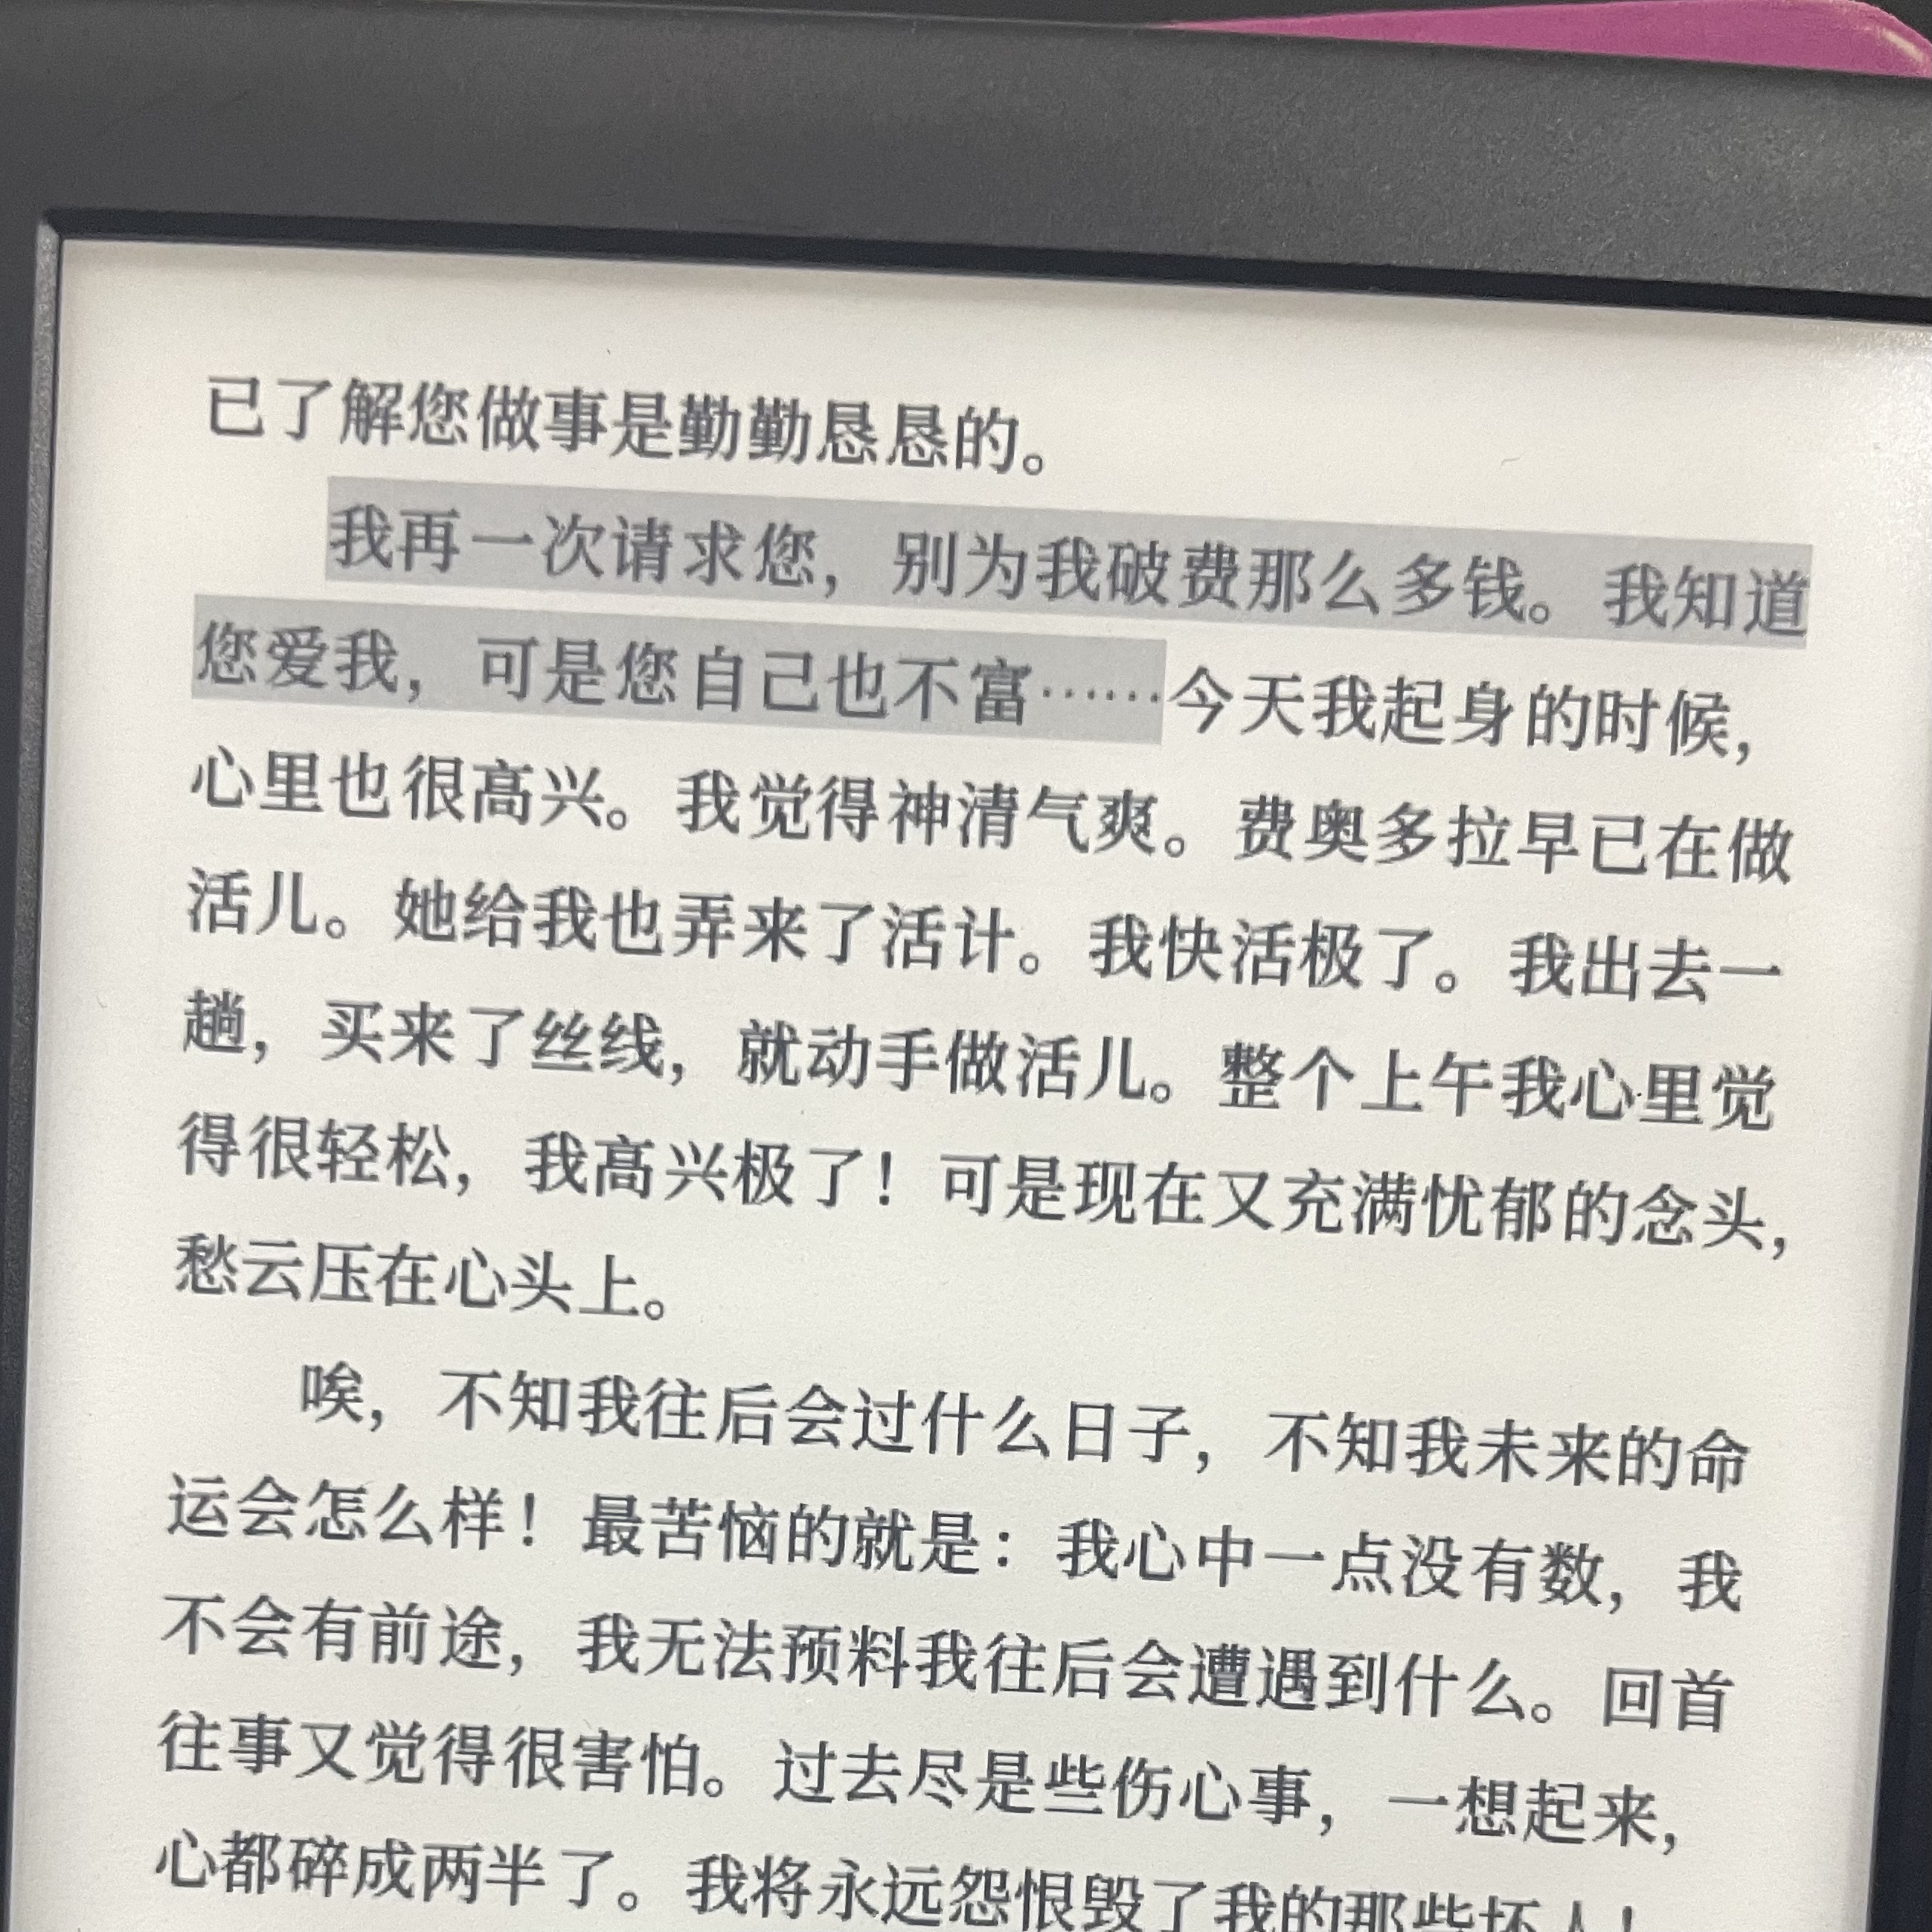 已了解您做事是勤勤恳恳的。
我再一次请求您，别为我破费那么多钱。我知道
您爱我，可是您自己也不富……今天我起身的时候，
心里也很高兴。我觉得神清气爽。费奥多拉早已在做
活儿。她给我也弄来了活计。我快活极了。我出去一
趟，买来了丝线，就动手做活儿。整个上午我心里觉
得很轻松，我高兴极了！可是现在又充满忧郁的念头，
愁云压在心头上。
唉，不知我往后会过什么日子，不知我未来的命
运会怎么样！最苦恼的就是：我心中一点没有数，我
不会有前途，我无法预料我往后会遭遇到什么。回首
往事又觉得很害怕。过去尽是些伤心事，一想起来，
心都碎成两半了。我将永远怨恨毁了我的那些坏人！